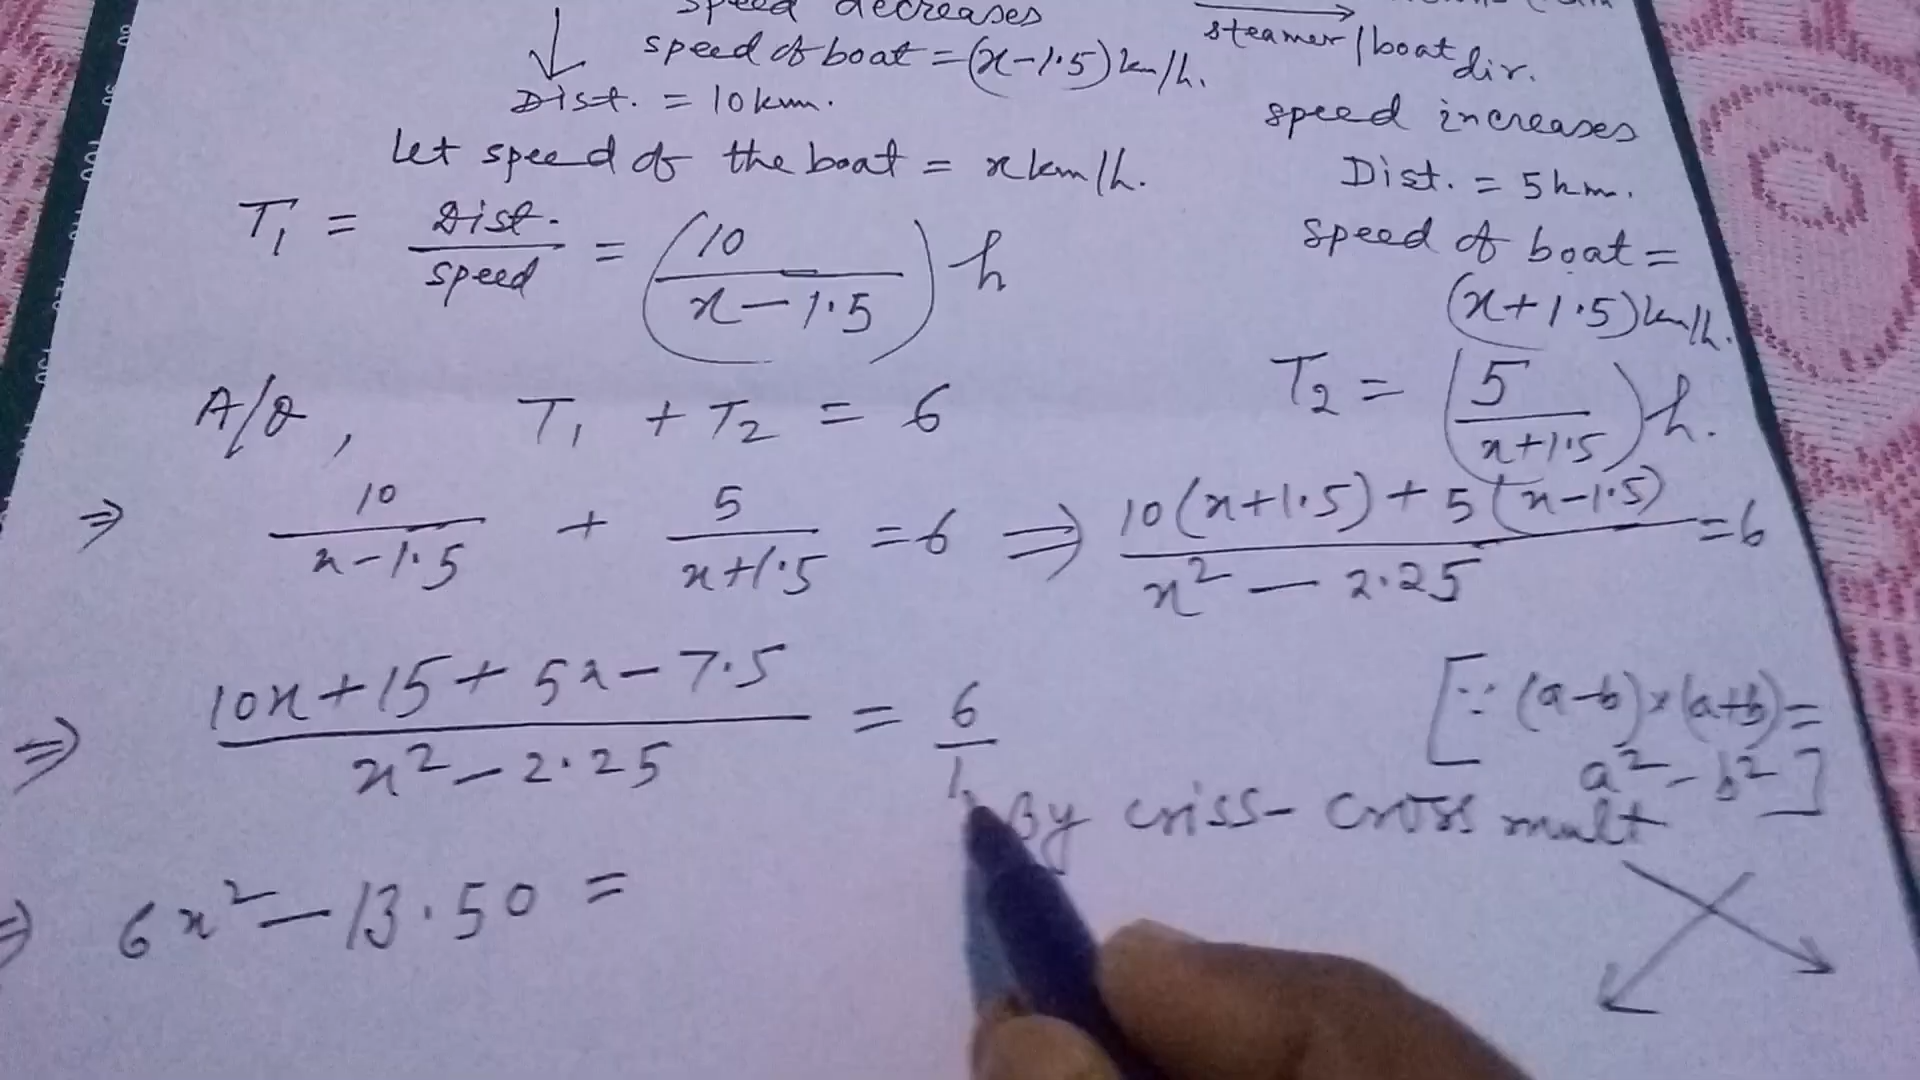 speed decreases
steamer/boat dir.
speed of boat = (x-1.5) km/h.
Dist. = 10 km.
speed increases
Let speed of the boat = x km/h.
Dist. = 5 km.
T₁ = Dist./speed = (10/(x-1.5)) h
speed of boat =
(x+1.5) km/h.
T₂ = (5/(x+1.5)) h.
A/Q, T₁ + T₂ = 6
⇒ 10/(x-1.5) + 5/(x+1.5) = 6 ⇒ (10(x+1.5) + 5(x-1.5))/(x² - 2.25) = 6
⇒ (10x+15+5x-7.5)/(x²-2.25) = 6/1
[∵ (a-b)×(a+b) =
a²-b²]
By criss-cross mult
⇒ 6x² - 13.50 =